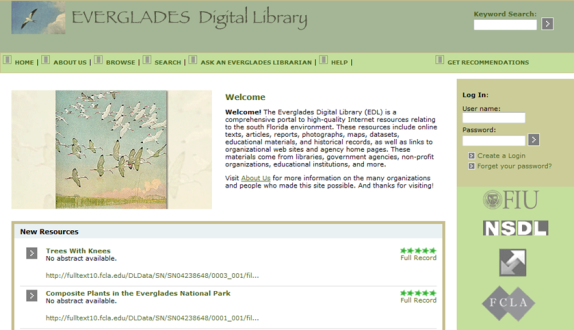 EVERGLADES Digital Library
Keyword Search:
HOME | ABOUT US | BROWSE | SEARCH | ASK AN EVERGLADES LIBRARIAN | HELP | GET RECOMMENDATIONS
Welcome
Welcome! The Everglades Digital Library (EDL) is a
comprehensive portal to high-quality Internet resources relating
to the south Florida environment. These resources include online
texts, articles, reports, photographs, maps, datasets,
educational materials, and historical records, as well as links to
organizational web sites and agency home pages. These
materials come from libraries, government agencies, non-profit
organizations, educational institutions, and more.
Visit About Us for more information on the many organizations
and people who made this site possible. And thanks for visiting!
Log In:
User name:
Password:
Create a Login
Forget your password?
FIU
NSDL
FCLA
New Resources
Trees With Knees
No abstract available.
Full Record
http://fulltext10.fcla.edu/DLData/SN/SN04238648/0003_001/fil...
Composite Plants in the Everglades National Park
No abstract available.
Full Record
http://fulltext10.fcla.edu/DLData/SN/SN04238648/0001_001/fil...